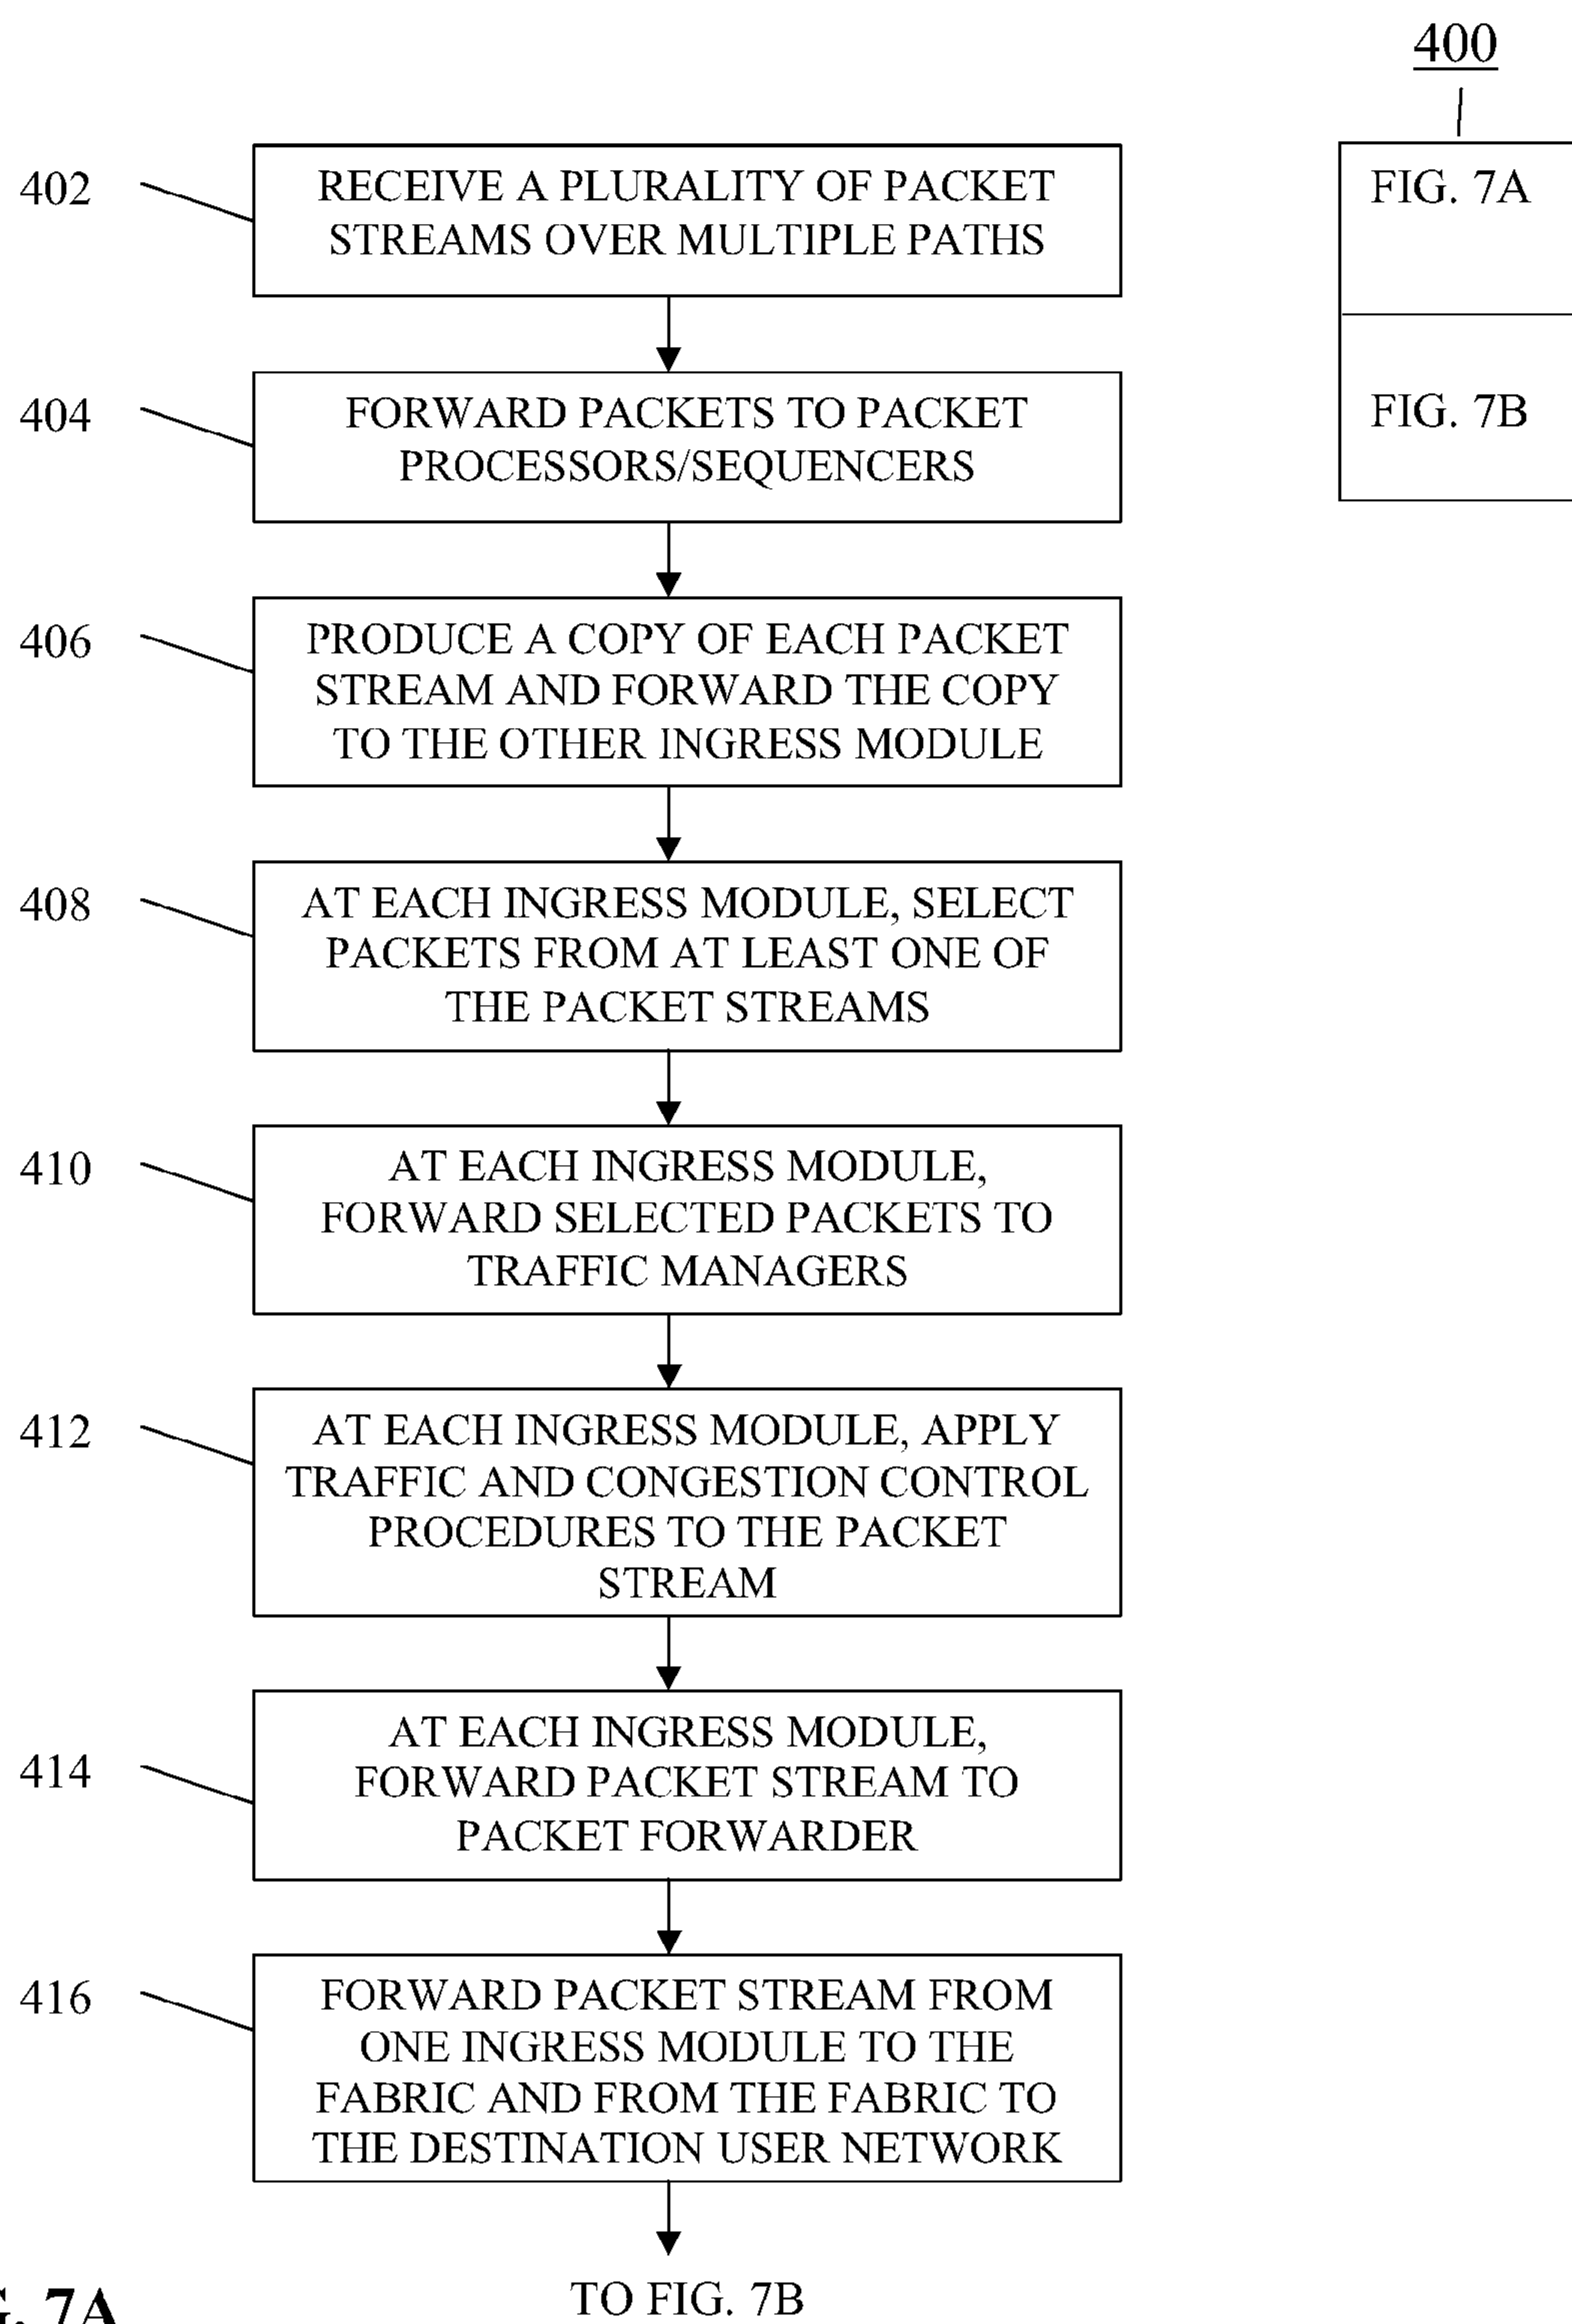 400
FIG. 7A
FIG. 7B
402
RECEIVE A PLURALITY OF PACKET
STREAMS OVER MULTIPLE PATHS
404
FORWARD PACKETS TO PACKET
PROCESSORS/SEQUENCERS
406
PRODUCE A COPY OF EACH PACKET
STREAM AND FORWARD THE COPY
TO THE OTHER INGRESS MODULE
408
AT EACH INGRESS MODULE, SELECT
PACKETS FROM AT LEAST ONE OF
THE PACKET STREAMS
410
AT EACH INGRESS MODULE,
FORWARD SELECTED PACKETS TO
TRAFFIC MANAGERS
412
AT EACH INGRESS MODULE, APPLY
TRAFFIC AND CONGESTION CONTROL
PROCEDURES TO THE PACKET
STREAM
414
AT EACH INGRESS MODULE,
FORWARD PACKET STREAM TO
PACKET FORWARDER
416
FORWARD PACKET STREAM FROM
ONE INGRESS MODULE TO THE
FABRIC AND FROM THE FABRIC TO
THE DESTINATION USER NETWORK
TO FIG. 7B
7A